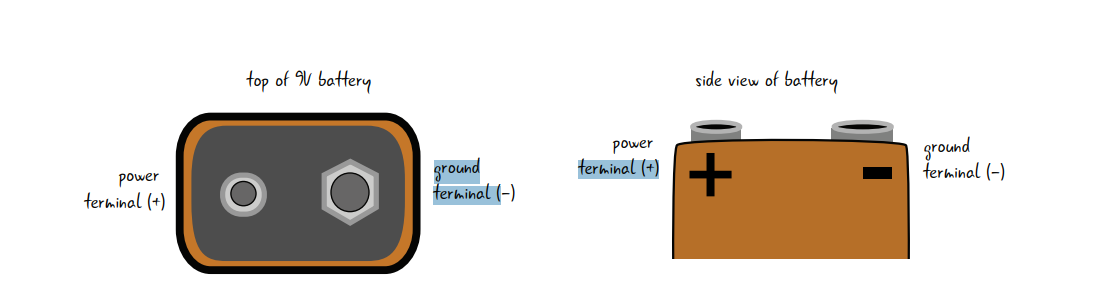 top of 9V battery
side view of battery
power
terminal (+)
ground
terminal (-)
power
terminal (+)
ground
terminal (-)
+
-